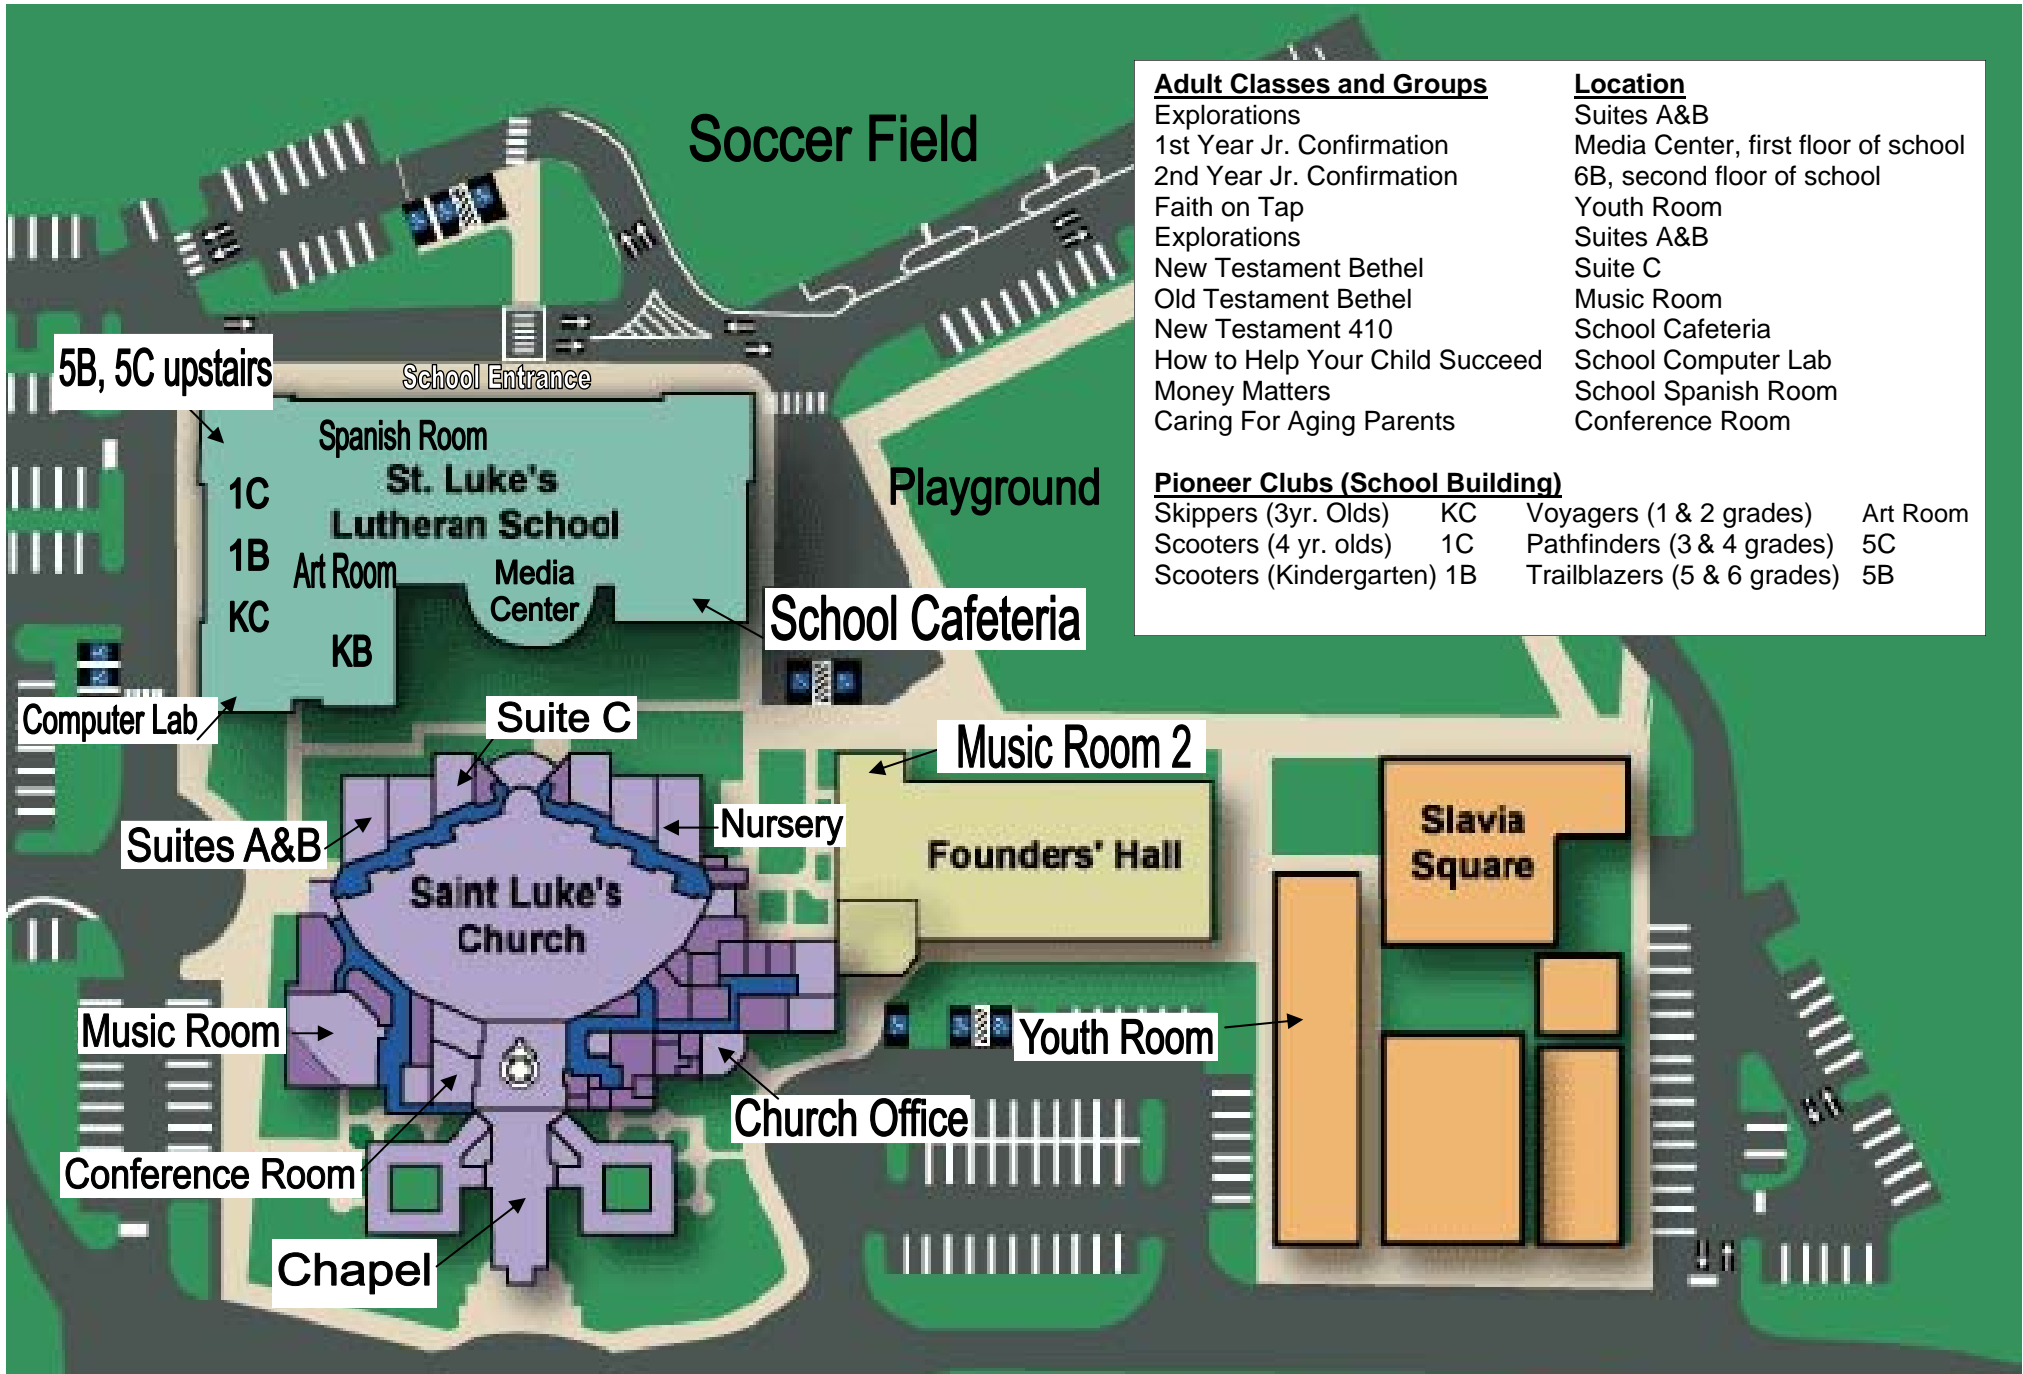 Soccer Field
Adult Classes and Groups Location
Explorations Suites A&B
1st Year Jr. Confirmation Media Center, first floor of school
2nd Year Jr. Confirmation 6B, second floor of school
Faith on Tap Youth Room
Explorations Suites A&B
New Testament Bethel Suite C
Old Testament Bethel Music Room
New Testament 410 School Cafeteria
How to Help Your Child Succeed School Computer Lab
Money Matters School Spanish Room
Caring For Aging Parents Conference Room
Pioneer Clubs (School Building)
Skippers (3yr. Olds) KC Voyagers (1 & 2 grades) Art Room
Scooters (4 yr. olds) 1C Pathfinders (3 & 4 grades) 5C
Scooters (Kindergarten) 1B Trailblazers (5 & 6 grades) 5B
5B, 5C upstairs
School Entrance
Spanish Room
St. Luke's
Lutheran School
1C
1B
Art Room
KC
KB
Media
Center
Playground
School Cafeteria
Computer Lab
Suite C
Music Room 2
Suites A&B
Nursery
Saint Luke's
Church
Founders' Hall
Slavia
Square
Music Room
Youth Room
Church Office
Conference Room
Chapel